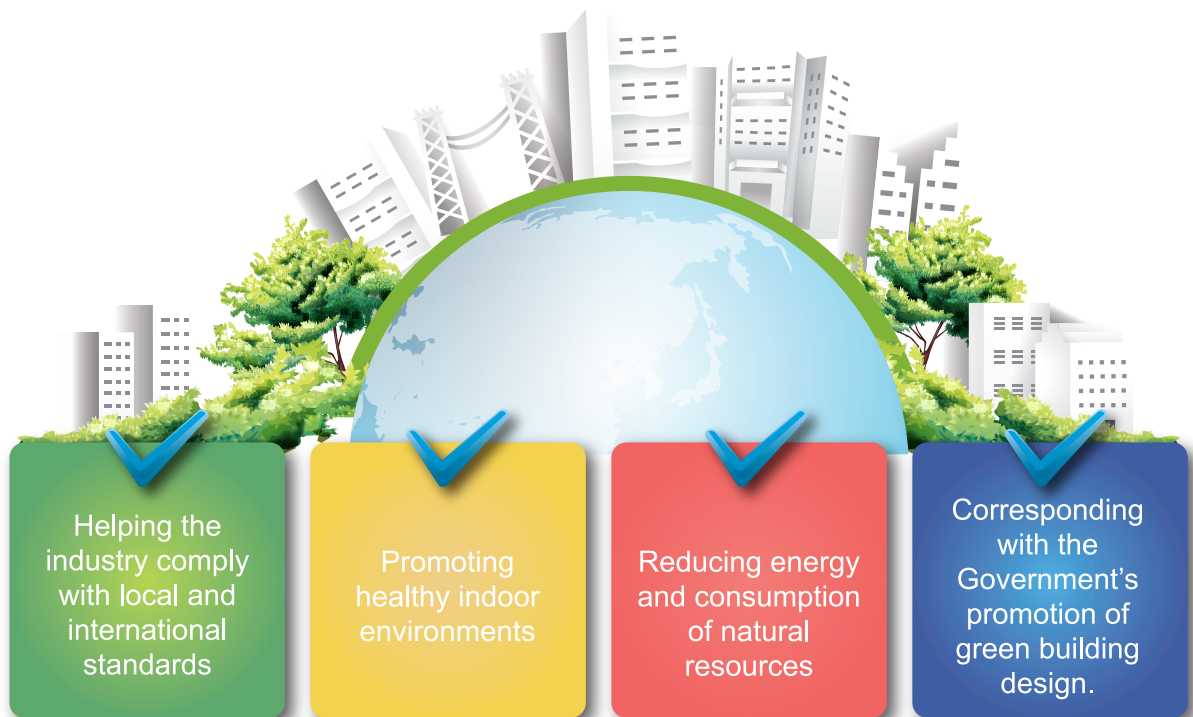 Helping the
industry comply
with local and
international
standards
Promoting
healthy indoor
environments
Reducing energy
and consumption
of natural
resources
Corresponding
with the
Government’s
promotion of
green building
design.